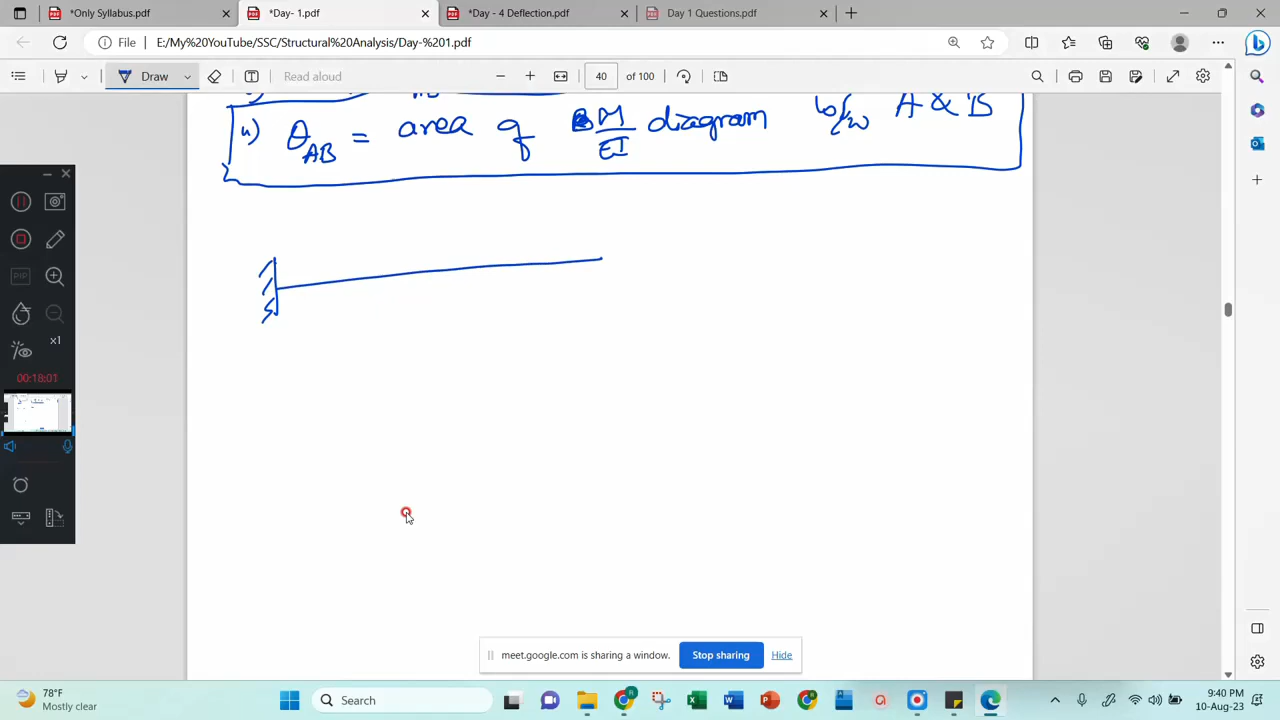 *Only Syllabus.pdf
*Day- 1.pdf
*Day - 4 Deflection.pdf
Day 1 Questions.pdf
File
E:/My%20YouTube/SSC/Structural%20Analysis/Day-%201.pdf
Draw
Read aloud
40 of 100
θAB = area of M/EI diagram b/w A & B
PIP
x1
00:18:01
meet.google.com is sharing a window.
Stop sharing
Hide
78°F
Mostly clear
Search
9:40 PM
10-Aug-23